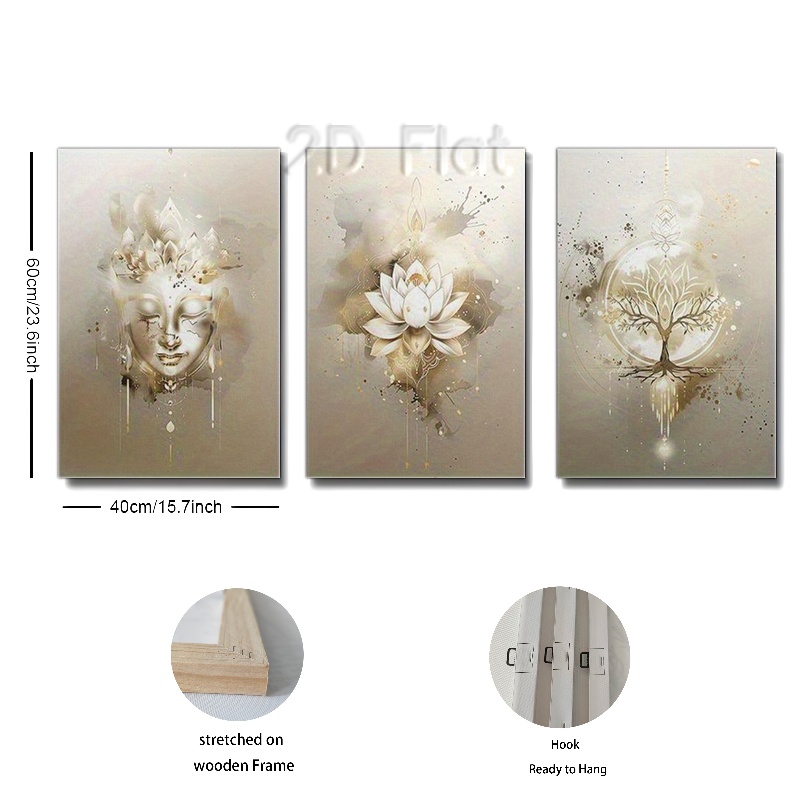 2D Flat
60cm/23.6inch
40cm/15.7inch
stretched on
wooden Frame
Hook
Ready to Hang